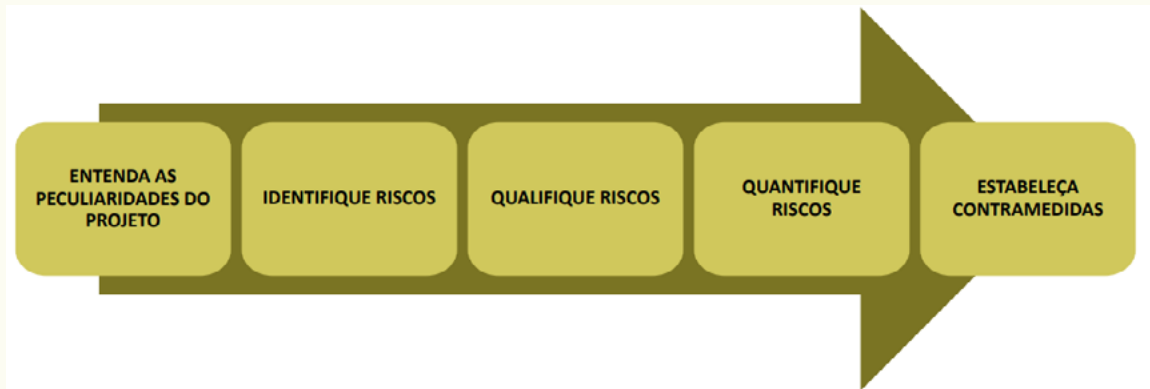 ENTENDA AS
PECULIARIDADES DO
PROJETO
IDENTIFIQUE RISCOS
QUALIFIQUE RISCOS
QUANTIFIQUE
RISCOS
ESTABELEÇA
CONTRAMEDIDAS